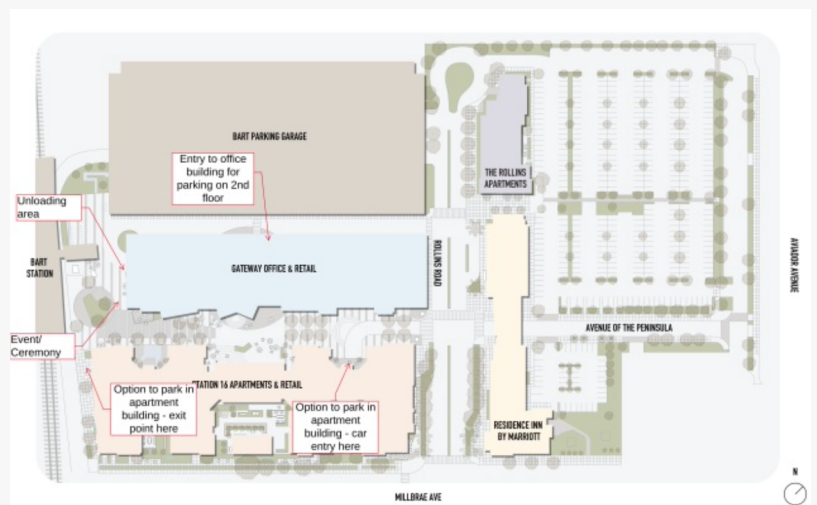 BART PARKING GARAGE
Entry to office
building for
parking on 2nd
floor
THE ROLLINS
APARTMENTS
Unloading
area
BART
STATION
GATEWAY OFFICE & RETAIL
ROLLINS ROAD
AVIADOR AVENUE
Event/
Ceremony
AVENUE OF THE PENINSULA
STATION 16 APARTMENTS & RETAIL
Option to park in
apartment
building - exit
point here
Option to park in
apartment
building - car
entry here
RESIDENCE INN
BY MARRIOTT
N
MILLBRAE AVE